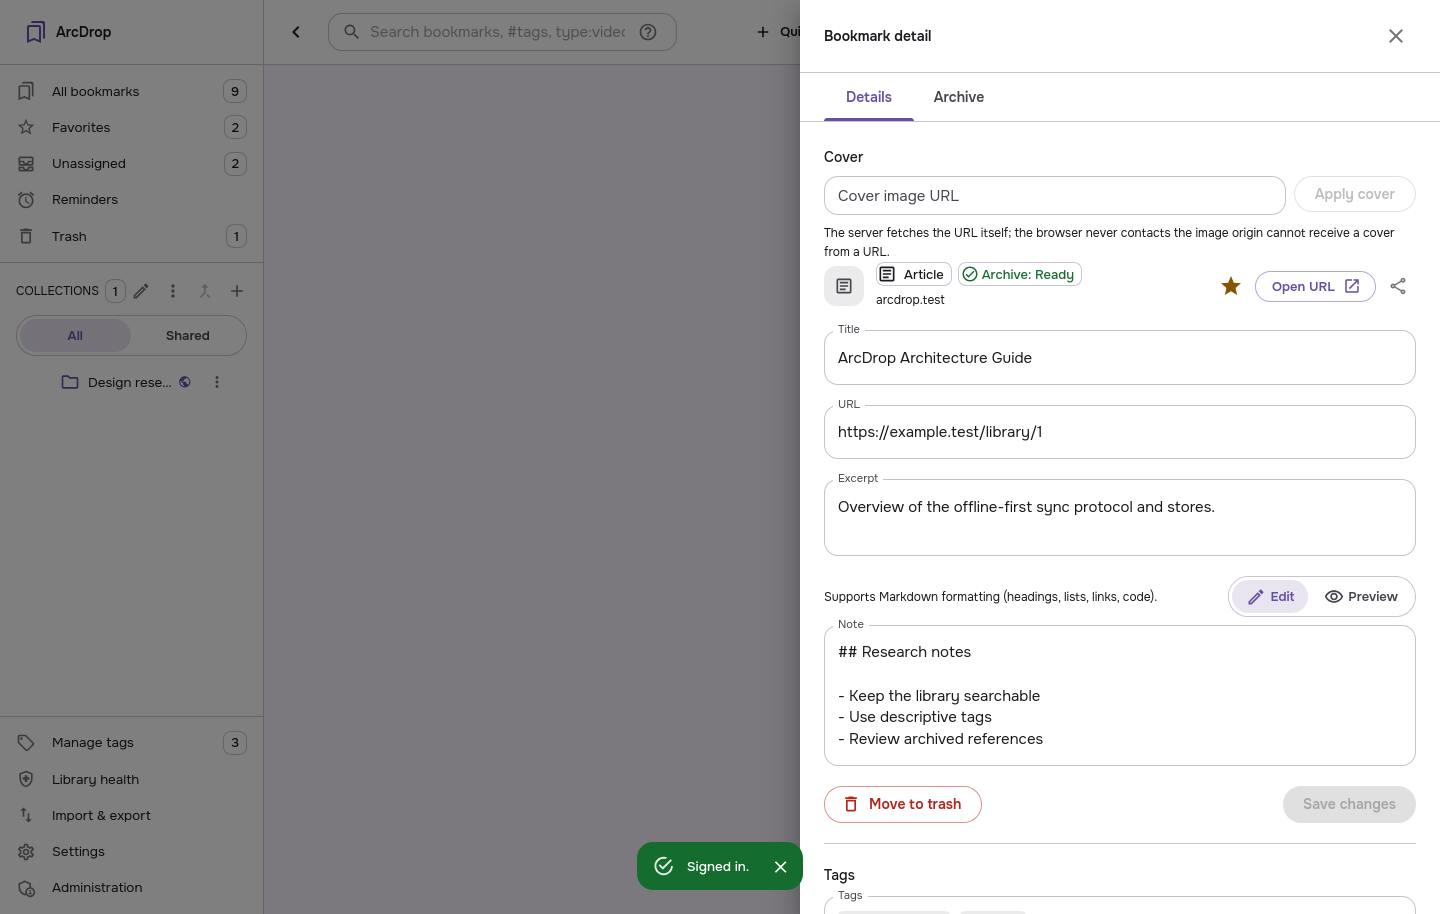 ArcDrop
Search bookmarks, #tags, type:video
Bookmark detail
All bookmarks 9
Favorites 2
Unassigned 2
Reminders
Trash 1
COLLECTIONS 1
All Shared
Design rese...
Manage tags 3
Library health
Import & export
Settings
Administration
Signed in.
Details Archive
Cover
Cover image URL
Apply cover
The server fetches the URL itself; the browser never contacts the image origin cannot receive a cover
from a URL.
Article Archive: Ready
arcdrop.test
Open URL
Title
ArcDrop Architecture Guide
URL
https://example.test/library/1
Excerpt
Overview of the offline-first sync protocol and stores.
Supports Markdown formatting (headings, lists, links, code).
Edit Preview
Note
## Research notes
- Keep the library searchable
- Use descriptive tags
- Review archived references
Move to trash
Save changes
Tags
Tags